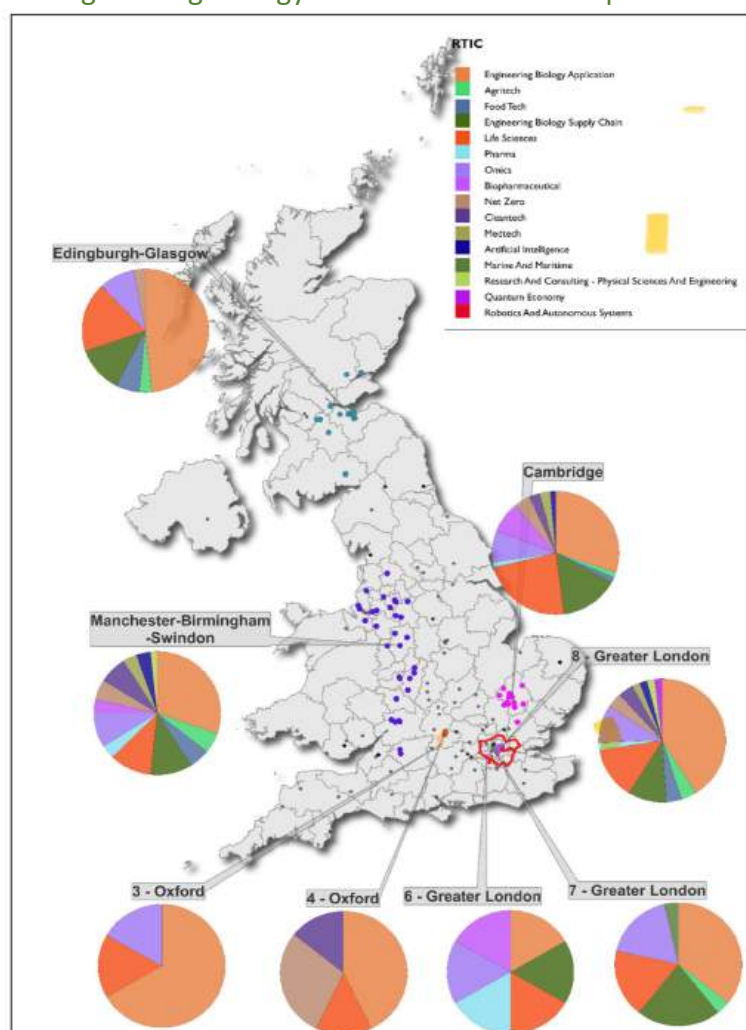 RTIC
Engineering Biology Application
Agritech
Food Tech
Engineering Biology Supply Chain
Life Sciences
Pharma
Omics
Biopharmaceutical
Net Zero
Cleantech
Medtech
Artificial Intelligence
Marine And Maritime
Research And Consulting - Physical Sciences And Engineering
Quantum Economy
Robotics And Autonomous Systems
Edingburgh-Glasgow
Cambridge
Manchester-Birmingham
-Swindon
8 - Greater London
3 - Oxford
4 - Oxford
6 - Greater London
7 - Greater London